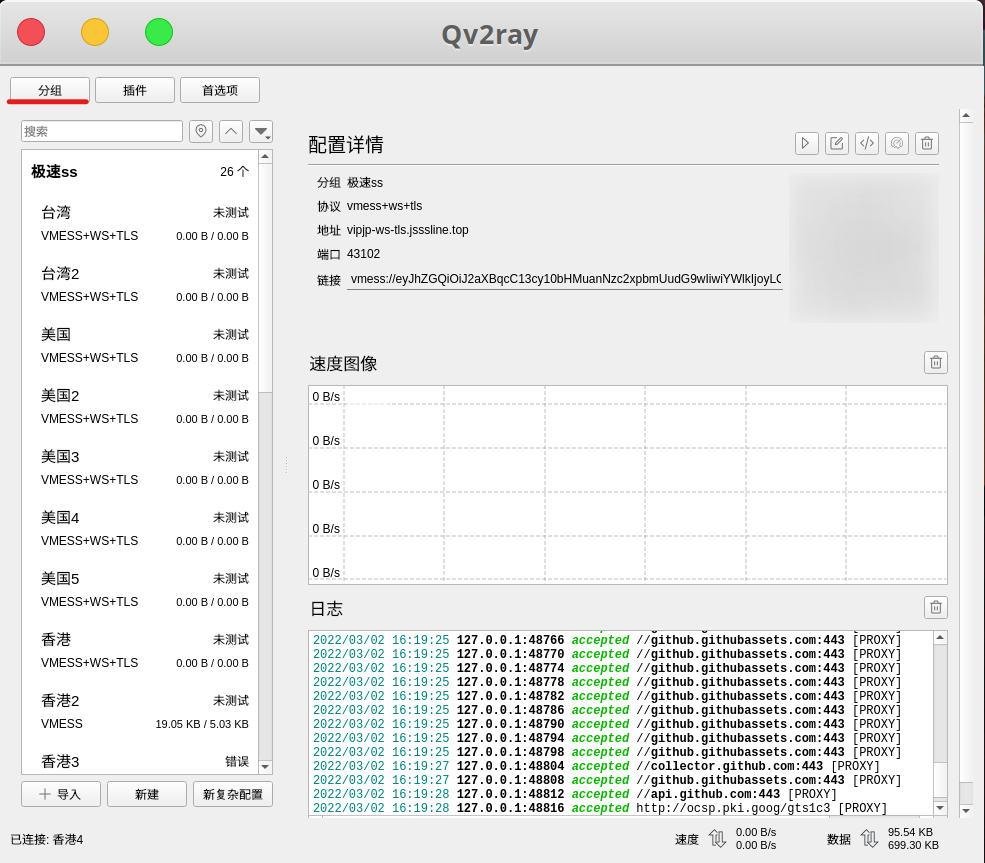 Qv2ray
分组 插件 首选项
搜索
极速ss 26 个
台湾 未测试
VMESS+WS+TLS 0.00 B / 0.00 B
台湾2 未测试
VMESS+WS+TLS 0.00 B / 0.00 B
美国 未测试
VMESS+WS+TLS 0.00 B / 0.00 B
美国2 未测试
VMESS+WS+TLS 0.00 B / 0.00 B
美国3 未测试
VMESS+WS+TLS 0.00 B / 0.00 B
美国4 未测试
VMESS+WS+TLS 0.00 B / 0.00 B
美国5 未测试
VMESS+WS+TLS 0.00 B / 0.00 B
香港 未测试
VMESS+WS+TLS 0.00 B / 0.00 B
香港2 未测试
VMESS 19.05 KB / 5.03 KB
香港3 错误
导入 新建 新复杂配置
配置详情
分组 极速ss
协议 vmess+ws+tls
地址 vipjp-ws-tls.jsssline.top
端口 43102
链接 vmess://eyJhZGQiOiJ2aXBqcC13cy10bHMuanNzc2xpbmUudG9wIiwiYWlkIjoyLC
速度图像
0 B/s
0 B/s
0 B/s
0 B/s
0 B/s
日志
2022/03/02 16:19:25 127.0.0.1:48766 accepted //github.githubassets.com:443 [PROXY]
2022/03/02 16:19:25 127.0.0.1:48770 accepted //github.githubassets.com:443 [PROXY]
2022/03/02 16:19:25 127.0.0.1:48774 accepted //github.githubassets.com:443 [PROXY]
2022/03/02 16:19:25 127.0.0.1:48778 accepted //github.githubassets.com:443 [PROXY]
2022/03/02 16:19:25 127.0.0.1:48782 accepted //github.githubassets.com:443 [PROXY]
2022/03/02 16:19:25 127.0.0.1:48786 accepted //github.githubassets.com:443 [PROXY]
2022/03/02 16:19:25 127.0.0.1:48790 accepted //github.githubassets.com:443 [PROXY]
2022/03/02 16:19:25 127.0.0.1:48794 accepted //github.githubassets.com:443 [PROXY]
2022/03/02 16:19:25 127.0.0.1:48798 accepted //github.githubassets.com:443 [PROXY]
2022/03/02 16:19:27 127.0.0.1:48804 accepted //collector.github.com:443 [PROXY]
2022/03/02 16:19:27 127.0.0.1:48808 accepted //github.githubassets.com:443 [PROXY]
2022/03/02 16:19:28 127.0.0.1:48812 accepted //api.github.com:443 [PROXY]
2022/03/02 16:19:28 127.0.0.1:48816 accepted http://ocsp.pki.goog/gts1c3 [PROXY]
已连接: 香港4
速度 0.00 B/s
0.00 B/s
数据 95.54 KB
699.30 KB